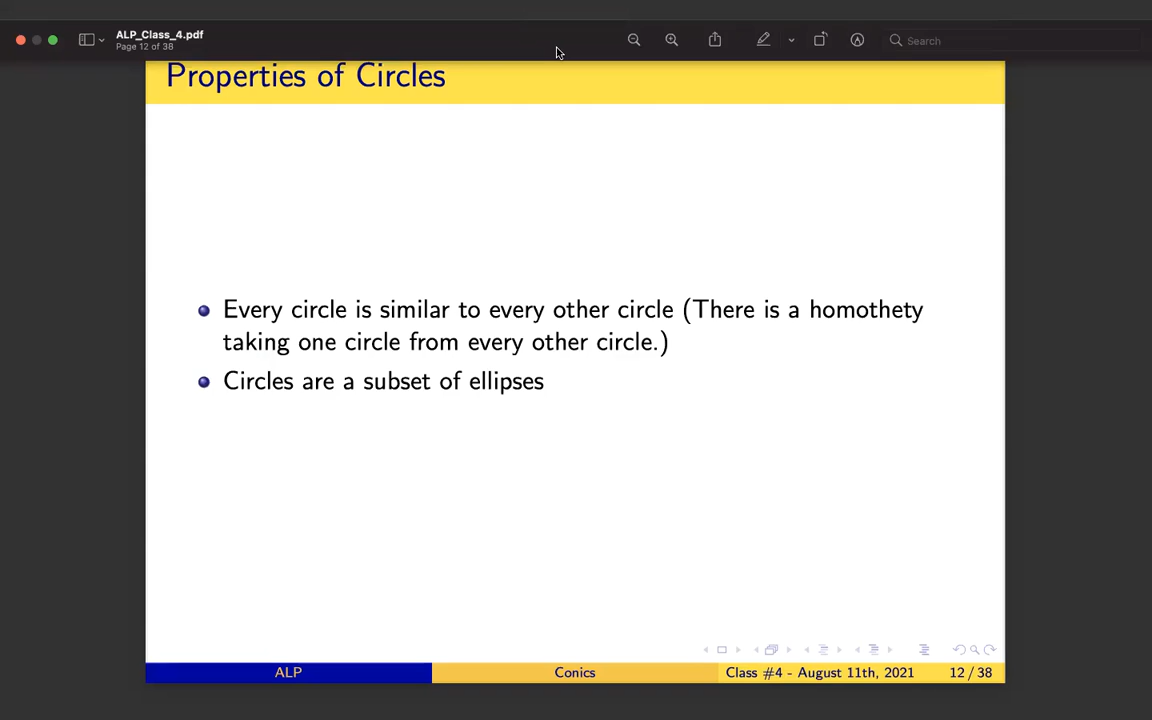 ALP_Class_4.pdf
Page 12 of 38
Search
Properties of Circles
Every circle is similar to every other circle (There is a homothety
taking one circle from every other circle.)
Circles are a subset of ellipses
ALP
Conics
Class #4 - August 11th, 2021
12 / 38